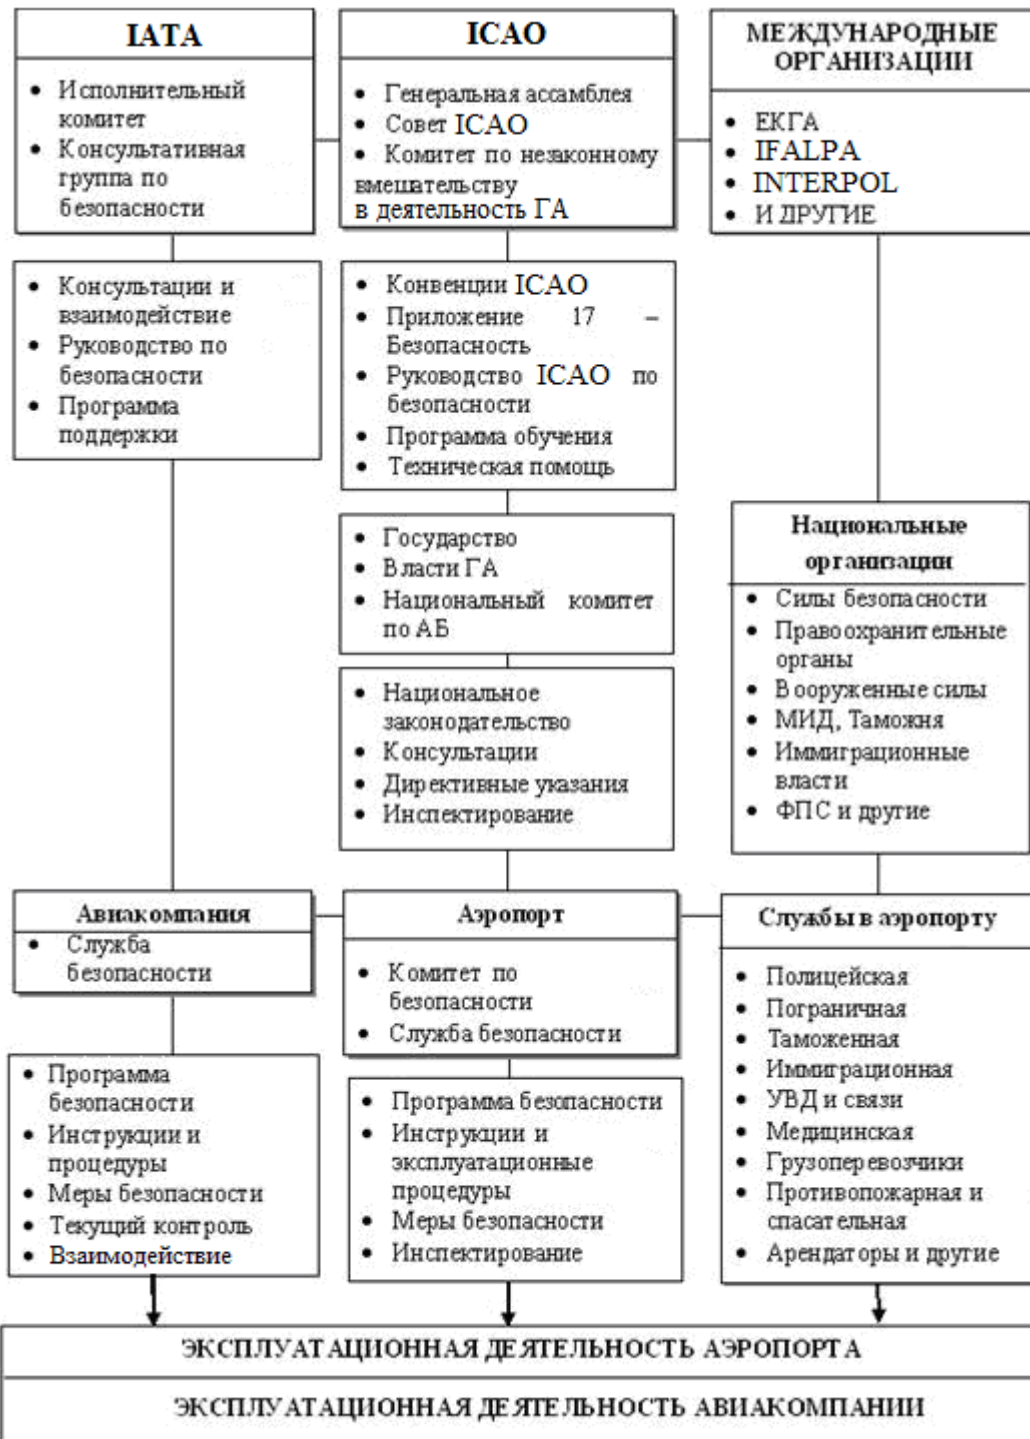 IATA
• Исполнительный
комитет
• Консультативная
группа по
безопасности
ICAO
• Генеральная ассамблея
• Совет ICAO
• Комитет по незаконному
вмешательству
в деятельность ГА
МЕЖДУНАРОДНЫЕ
ОРГАНИЗАЦИИ
• ЕКГА
• IFALPA
• INTERPOL
• И ДРУГИЕ
• Консультации и
взаимодействие
• Руководство по
безопасности
• Программа
поддержки
• Конвенции ICAO
• Приложение 17 –
Безопасность
• Руководство ICAO по
безопасности
• Программа обучения
• Техническая помощь
• Государство
• Власти ГА
• Национальный комитет
по АБ
Национальные
организации
• Силы безопасности
• Правоохранительные
органы
• Вооруженные силы
• МИД, Таможня
• Иммиграционные
власти
• ФПС и другие
• Национальное
законодательство
• Консультации
• Директивные указания
• Инспектирование
Авиакомпания
• Служба
безопасности
Аэропорт
• Комитет по
безопасности
• Служба безопасности
Службы в аэропорту
• Полицейская
• Пограничная
• Таможенная
• Иммиграционная
• УВД и связи
• Медицинская
• Грузоперевозчики
• Противопожарная и
спасательная
• Арендаторы и другие
• Программа
безопасности
• Инструкции и
процедуры
• Меры безопасности
• Текущий контроль
• Взаимодействие
• Программа безопасности
• Инструкции и
эксплуатационные
процедуры
• Меры безопасности
• Инспектирование
ЭКСПЛУАТАЦИОННАЯ ДЕЯТЕЛЬНОСТЬ АЭРОПОРТА
ЭКСПЛУАТАЦИОННАЯ ДЕЯТЕЛЬНОСТЬ АВИАКОМПАНИИ